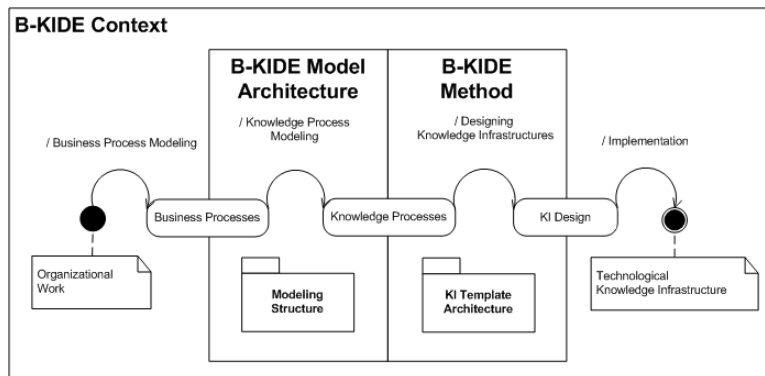 B-KIDE Context
B-KIDE Model
Architecture
B-KIDE
Method
/ Business Process Modeling
/ Knowledge Process
Modeling
/ Designing
Knowledge Infrastructures
/ Implementation
Business Processes
Knowledge Processes
KI Design
Organizational
Work
Modeling
Structure
KI Template
Architecture
Technological
Knowledge Infrastructure